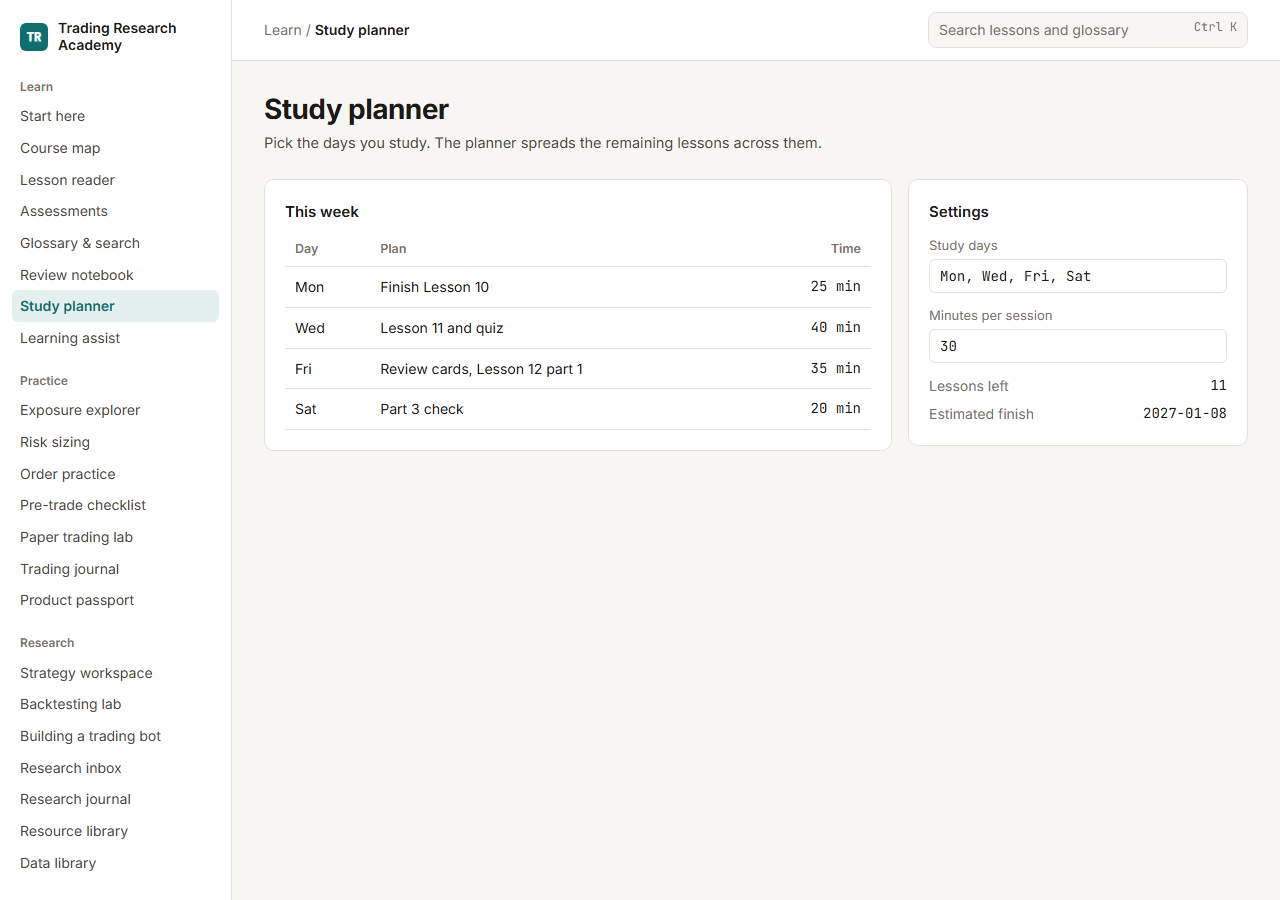 TR
Trading Research
Academy
Learn
Start here
Course map
Lesson reader
Assessments
Glossary & search
Review notebook
Study planner
Learning assist
Practice
Exposure explorer
Risk sizing
Order practice
Pre-trade checklist
Paper trading lab
Trading journal
Product passport
Research
Strategy workspace
Backtesting lab
Building a trading bot
Research inbox
Research journal
Resource library
Data library
Learn / Study planner
Search lessons and glossary Ctrl K
Study planner
Pick the days you study. The planner spreads the remaining lessons across them.
This week
Day Plan Time
Mon Finish Lesson 10 25 min
Wed Lesson 11 and quiz 40 min
Fri Review cards, Lesson 12 part 1 35 min
Sat Part 3 check 20 min
Settings
Study days
Mon, Wed, Fri, Sat
Minutes per session
30
Lessons left 11
Estimated finish 2027-01-08